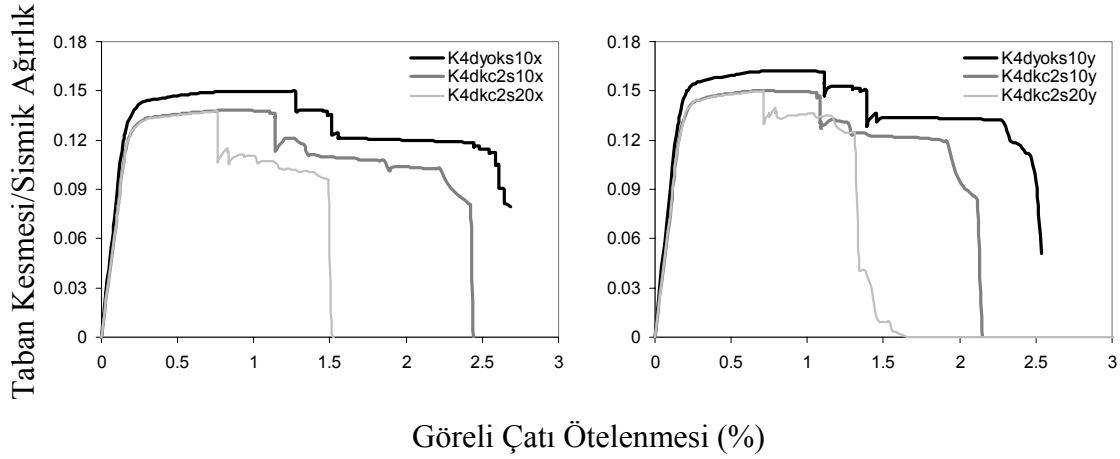 Taban Kesmesi/Sismik Ağırlık
0.18
0.15
0.12
0.09
0.06
0.03
0
0 0.5 1 1.5 2 2.5 3
K4dyoks10x
K4dkc2s10x
K4dkc2s20x
0.18
0.15
0.12
0.09
0.06
0.03
0
0 0.5 1 1.5 2 2.5 3
K4dyoks10y
K4dkc2s10y
K4dkc2s20y
Göreli Çatı Ötelenmesi (%)